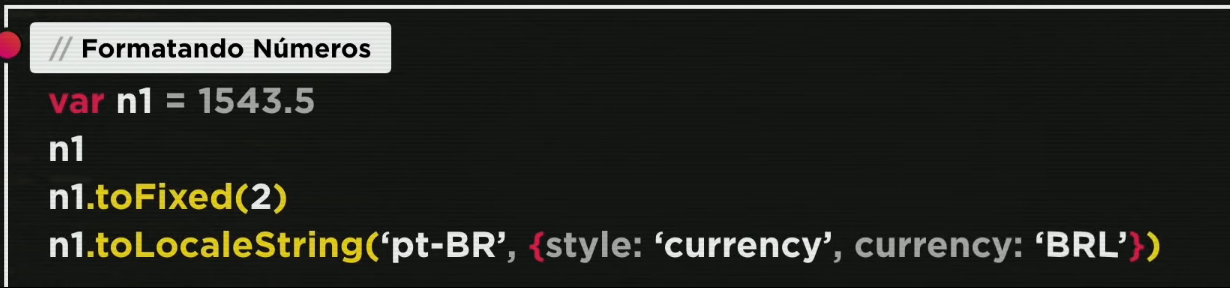 // Formatando Números
var n1 = 1543.5
n1
n1.toFixed(2)
n1.toLocaleString(‘pt-BR’, {style: ‘currency’, currency: ‘BRL’})